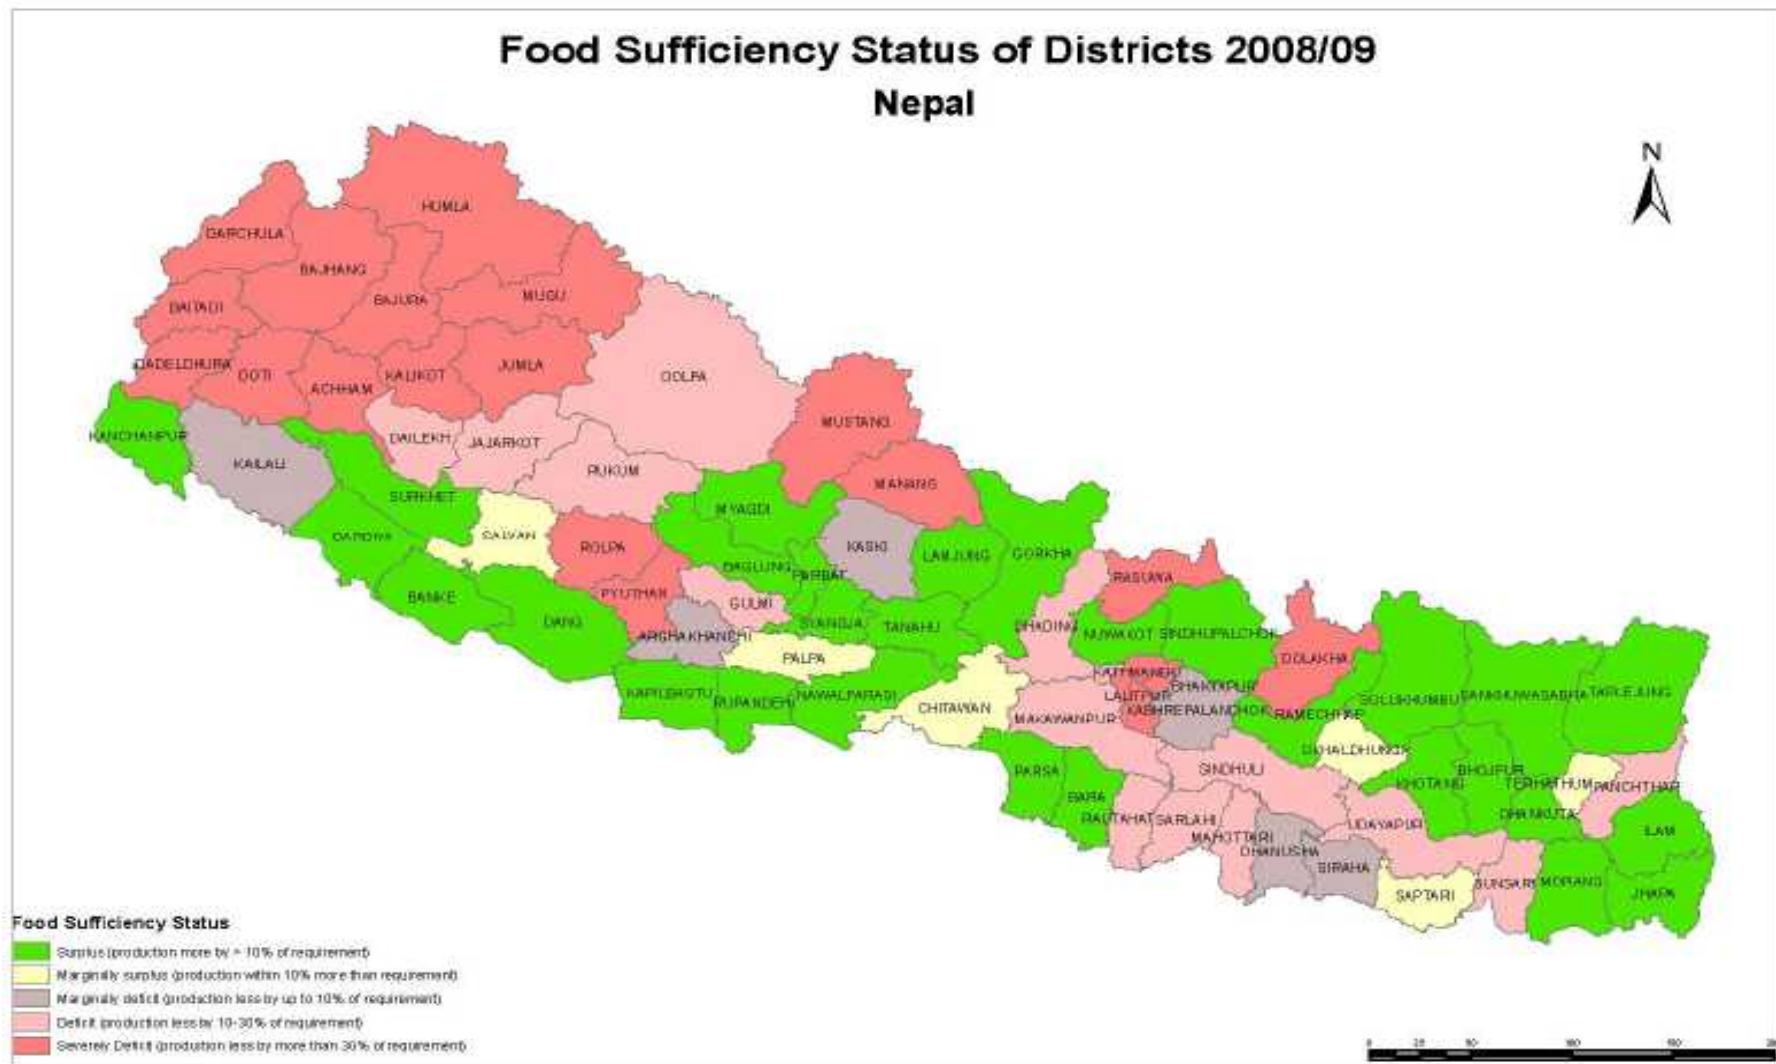 Food Sufficiency Status of Districts 2008/09
Nepal
N
HUMLA
DARCHULA
BAJHANG
BAJURA
MUGU
BAITADI
DADELDHURA
DOTI
ACHHAM
KALIKOT
JUMLA
DOLPA
MUSTANG
KANCHANPUR
KAILALI
DAILEKH
JAJARKOT
RUKUM
MANANG
SURKHET
MYAGDI
BARDIYA
SALYAN
ROLPA
BAGLUNG
PARBAT
KASKI
LAMJUNG
GORKHA
RASUWA
BANKE
DANG
PYUTHAN
GULMI
SYANGJA
TANAHU
DHADING
NUWAKOT
SINDHUPALCHOK
ARGHAKHANCHI
PALPA
KATHMANDU
DOLAKHA
KAPILBASTU
RUPANDEHI
NAWALPARASI
CHITAWAN
LALITPUR
BHAKTAPUR
MAKAWANPUR
KABHREPALANCHOK
RAMECHHAP
SOLUKHUMBU
SANKHUWASABHA
TAPLEJUNG
OKHALDHUNGA
PARSA
BARA
SINDHULI
KHOTANG
BHOJPUR
TERHATHUM
PANCHTHAR
RAUTAHAT
SARLAHI
MAHOTTARI
DHANUSHA
SIRAHA
UDAYAPUR
DHANKUTA
ILAM
SAPTARI
SUNSARI
MORANG
JHAPA
Food Sufficiency Status
Surplus (production more by > 10% of requirement)
Marginally surplus (production within 10% more than requirement)
Marginally deficit (production less by up to 10% of requirement)
Deficit (production less by 10-30% of requirement)
Severely Deficit (production less by more than 30% of requirement)